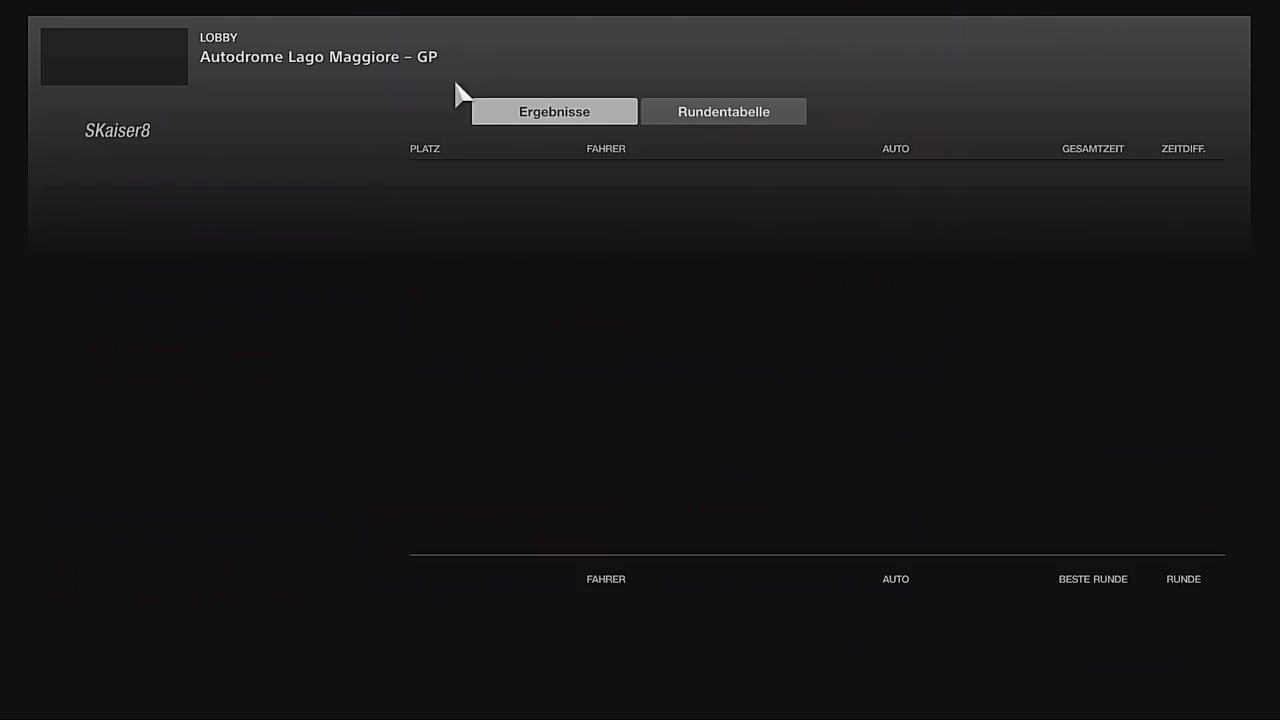 LOBBY
Autodrome Lago Maggiore – GP
Ergebnisse Rundentabelle
SKaiser8
PLATZ FAHRER AUTO GESAMTZEIT ZEITDIFF.
FAHRER AUTO BESTE RUNDE RUNDE